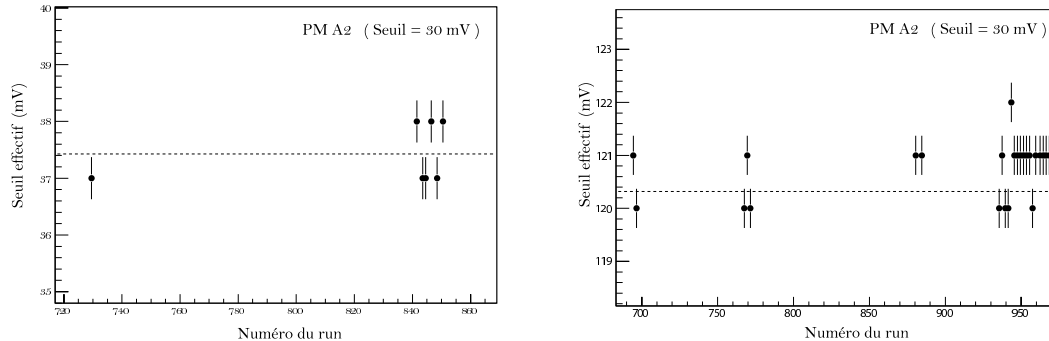 PM A2 ( Seuil = 30 mV )
Seuil effectif (mV)
40
39
38
37
36
35
720 740 760 780 800 820 840 860
Numéro du run
PM A2 ( Seuil = 30 mV )
Seuil effectif (mV)
123
122
121
120
119
700 750 800 850 900 950
Numéro du run